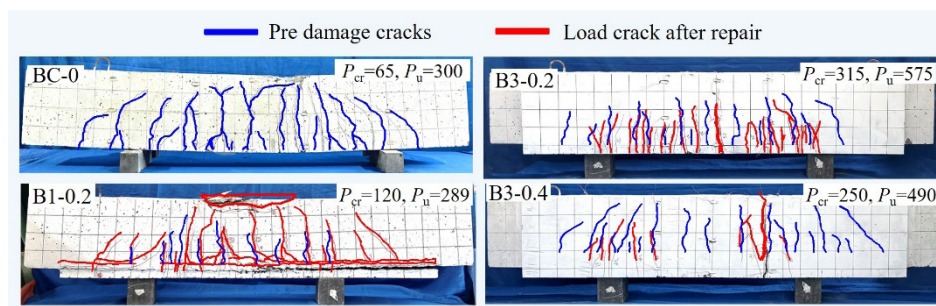 Pre damage cracks
Load crack after repair
BC-0
Pcr=65, Pu=300
B3-0.2
Pcr=315, Pu=575
B1-0.2
Pcr=120, Pu=289
B3-0.4
Pcr=250, Pu=490